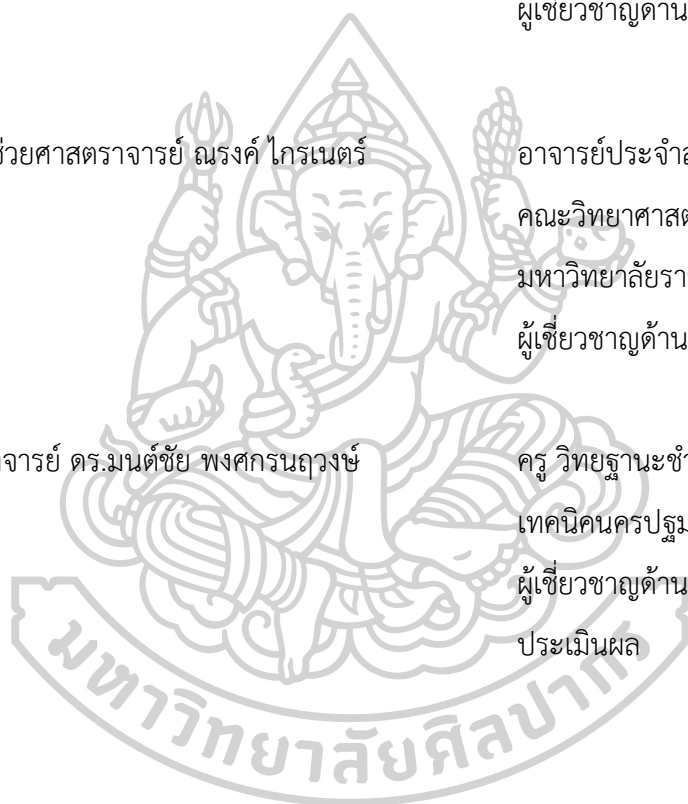 ผู้เชี่ยวชาญด้าน
ช่วยศาสตราจารย์ ณรงค์ ไกรเนตร์
อาจารย์ประจำ
คณะวิทยาศาสต
มหาวิทยาลัยรา
ผู้เชี่ยวชาญด้าน
จารย์ ดร.มนต์ชัย พงศกรนฤวงษ์
ครู วิทยฐานะชำ
เทคนิคนครปฐม
ผู้เชี่ยวชาญด้าน
ประเมินผล
มหาวิทยาลัยศิลปากร